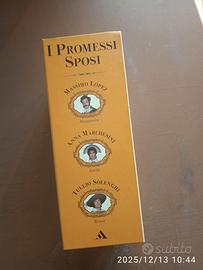 I PROMESSI
SPOSI
MASSIMO LOPEZ
ANNA MARCHESINI
TULLIO SOLENGHI
A
subito
2025/12/13 10:44